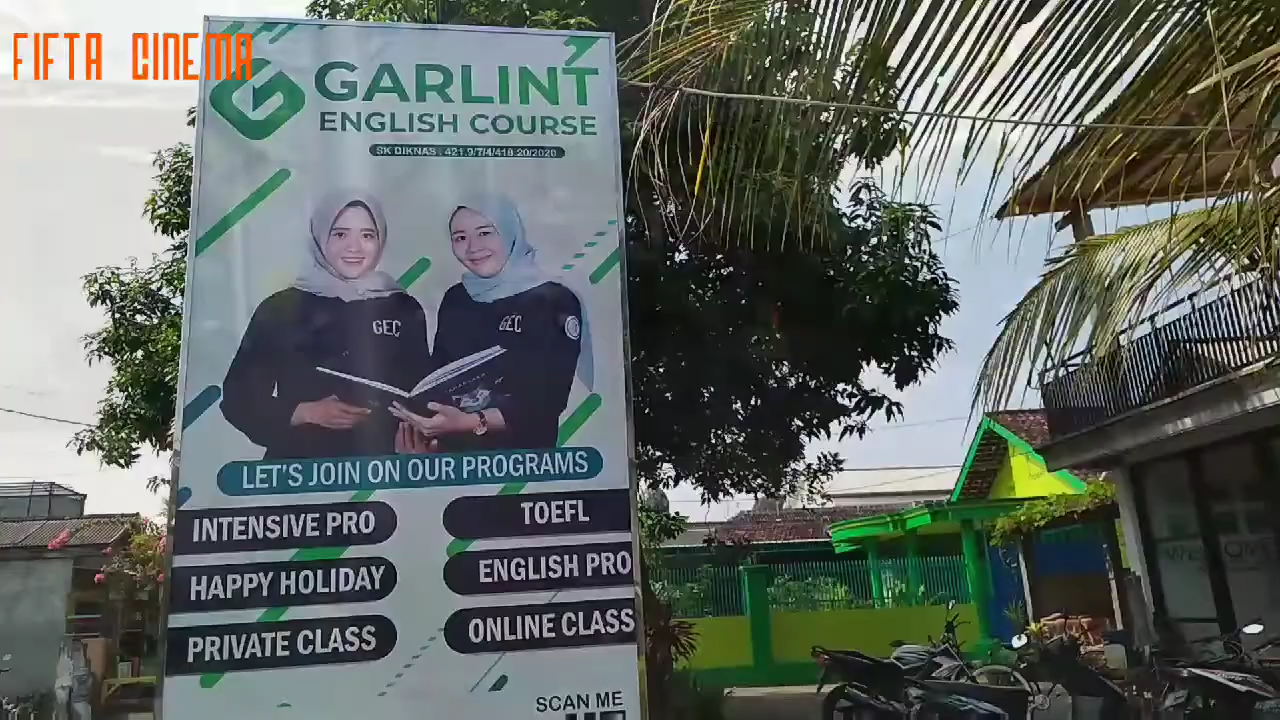 FIFTA CINEMA
GARLINT
ENGLISH COURSE
SK DIKNAS : 421.9/7/4/418.20/2020
GEC
GEC
LET'S JOIN ON OUR PROGRAMS
INTENSIVE PRO
TOEFL
HAPPY HOLIDAY
ENGLISH PRO
PRIVATE CLASS
ONLINE CLASS
SCAN ME